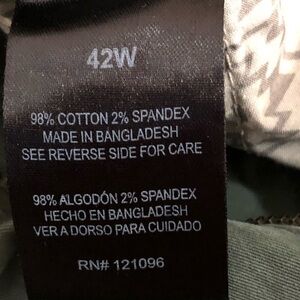 42W
98% COTTON 2% SPANDEX
MADE IN BANGLADESH
SEE REVERSE SIDE FOR CARE
98% ALGODÓN 2% SPANDEX
HECHO EN BANGLADESH
VER A DORSO PARA CUIDADO
RN# 121096